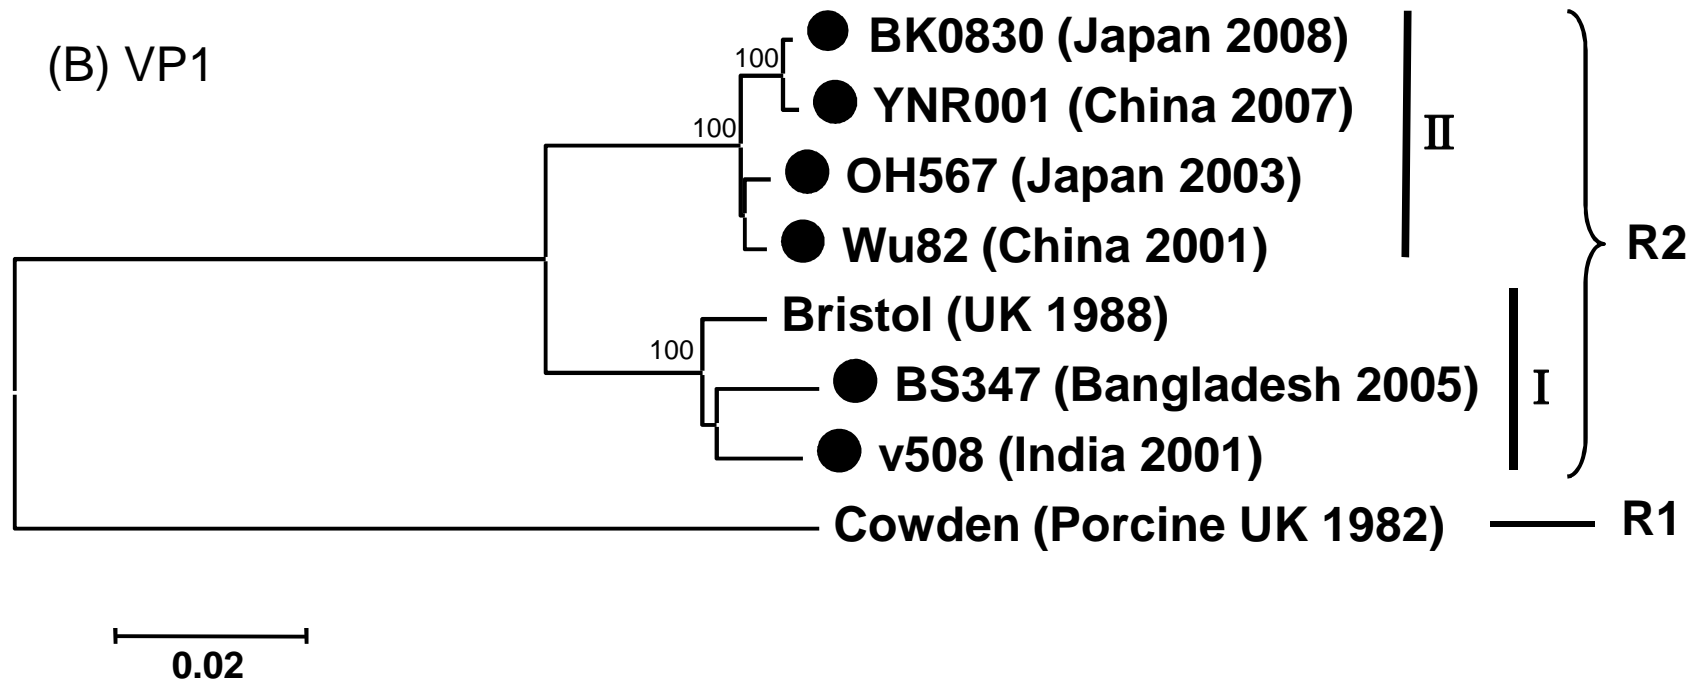 (B) VP1
100
100
100
BK0830 (Japan 2008)
YNR001 (China 2007)
OH567 (Japan 2003)
Wu82 (China 2001)
II
Bristol (UK 1988)
BS347 (Bangladesh 2005)
v508 (India 2001)
I
R2
Cowden (Porcine UK 1982)
R1
0.02